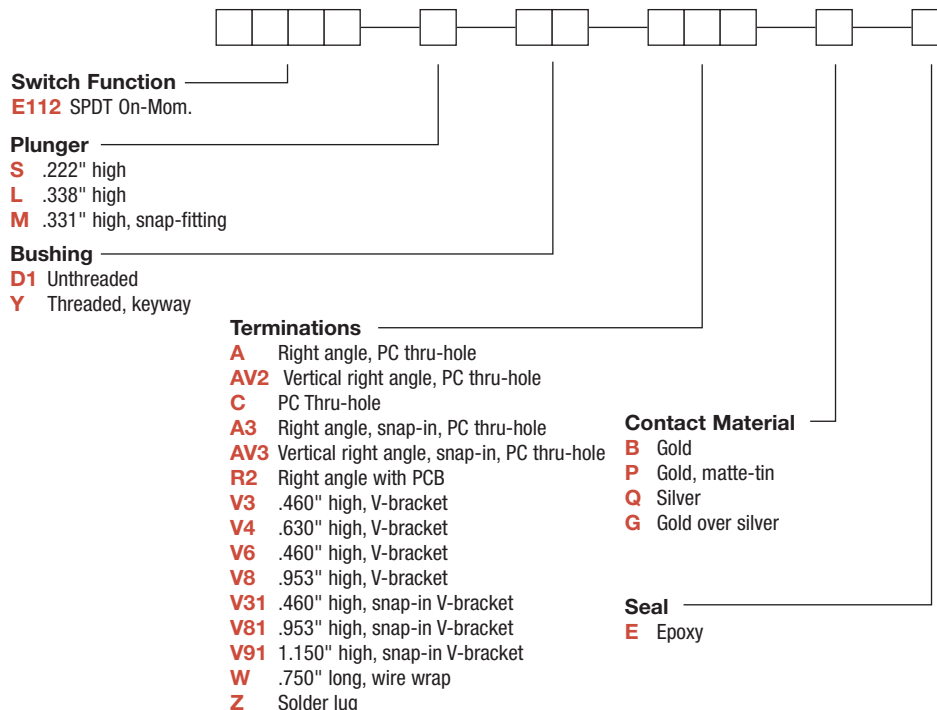 Switch Function
E112 SPDT On-Mom.
Plunger
S .222" high
L .338" high
M .331" high, snap-fitting
Bushing
D1 Unthreaded
Y Threaded, keyway
Terminations
A Right angle, PC thru-hole
AV2 Vertical right angle, PC thru-hole
C PC Thru-hole
A3 Right angle, snap-in, PC thru-hole
AV3 Vertical right angle, snap-in, PC thru-hole
R2 Right angle with PCB
V3 .460" high, V-bracket
V4 .630" high, V-bracket
V6 .460" high, V-bracket
V8 .953" high, V-bracket
V31 .460" high, snap-in V-bracket
V81 .953" high, snap-in V-bracket
V91 1.150" high, snap-in V-bracket
W .750" long, wire wrap
Z Solder lug
Contact Material
B Gold
P Gold, matte-tin
Q Silver
G Gold over silver
Seal
E Epoxy